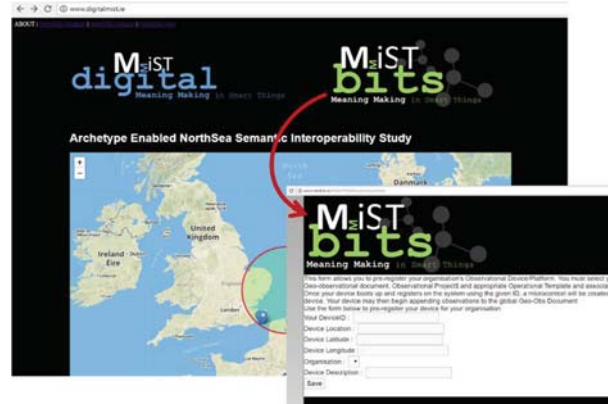 www.digitalmist.ie
ABOUT |
MiST
digital
Meaning Making in Smart Things
MiST
bits
Meaning Making in Smart Things
Archetype Enabled NorthSea Semantic Interoperability Study
+
-
North
Sea
Danmark
United
Kingdom
Ireland
Éire
London
MiST
bits
Meaning Making in Smart Things
This form allows you to pre-register your organisation's Observational Device/Platform. You must select
Geo-observational document, Observational Projects and appropriate Operational Template and
Once your device boots up and registers on the system using the given ID, a will be
device. Your device may then begin appending observations to the global Geo-Obs Document
Use the form below to pre-register your device for your organisation
Your DeviceID :
Device Location :
Device Latitude :
Device Longitude :
Organisation :
Device Description :
Save